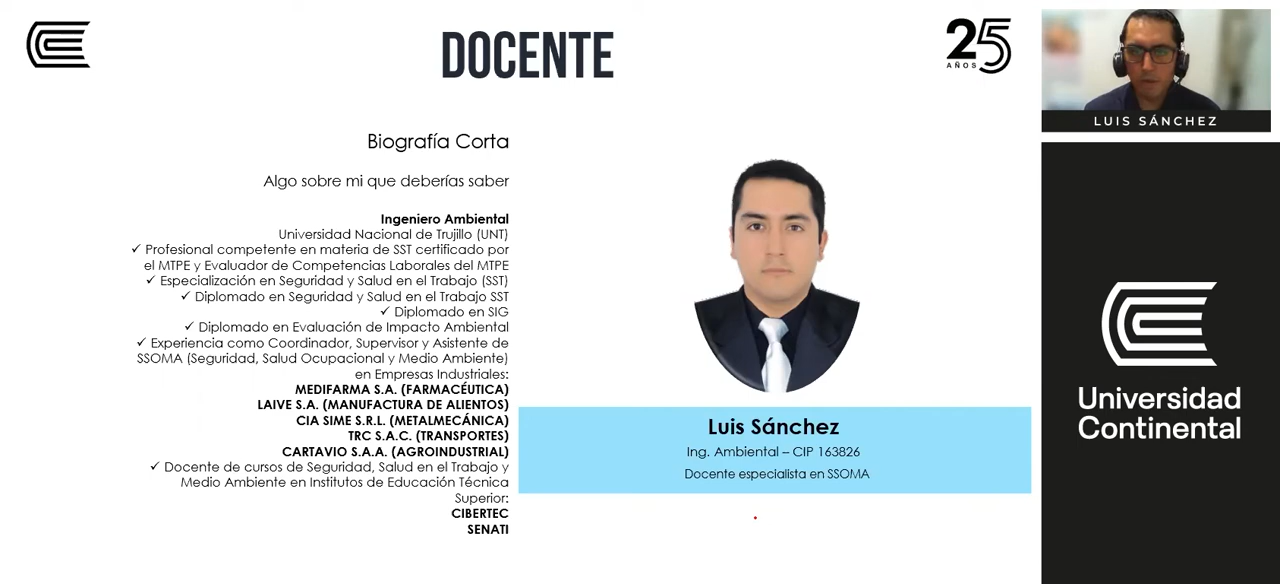 DOCENTE
25
AÑOS
LUIS SÁNCHEZ
Biografía Corta
Algo sobre mi que deberías saber
Ingeniero Ambiental
Universidad Nacional de Trujillo (UNT)
✓ Profesional competente en materia de SST certificado por
el MTPE y Evaluador de Competencias Laborales del MTPE
✓ Especialización en Seguridad y Salud en el Trabajo (SST)
✓ Diplomado en Seguridad y Salud en el Trabajo SST
✓ Diplomado en SIG
✓ Diplomado en Evaluación de Impacto Ambiental
✓ Experiencia como Coordinador, Supervisor y Asistente de
SSOMA (Seguridad, Salud Ocupacional y Medio Ambiente)
en Empresas Industriales:
MEDIFARMA S.A. (FARMACÉUTICA)
LAIVE S.A. (MANUFACTURA DE ALIENTOS)
CIA SIME S.R.L. (METALMECÁNICA)
TRC S.A.C. (TRANSPORTES)
CARTAVIO S.A.A. (AGROINDUSTRIAL)
✓ Docente de cursos de Seguridad, Salud en el Trabajo y
Medio Ambiente en Institutos de Educación Técnica
Superior:
CIBERTEC
SENATI
Luis Sánchez
Ing. Ambiental – CIP 163826
Docente especialista en SSOMA
Universidad
Continental